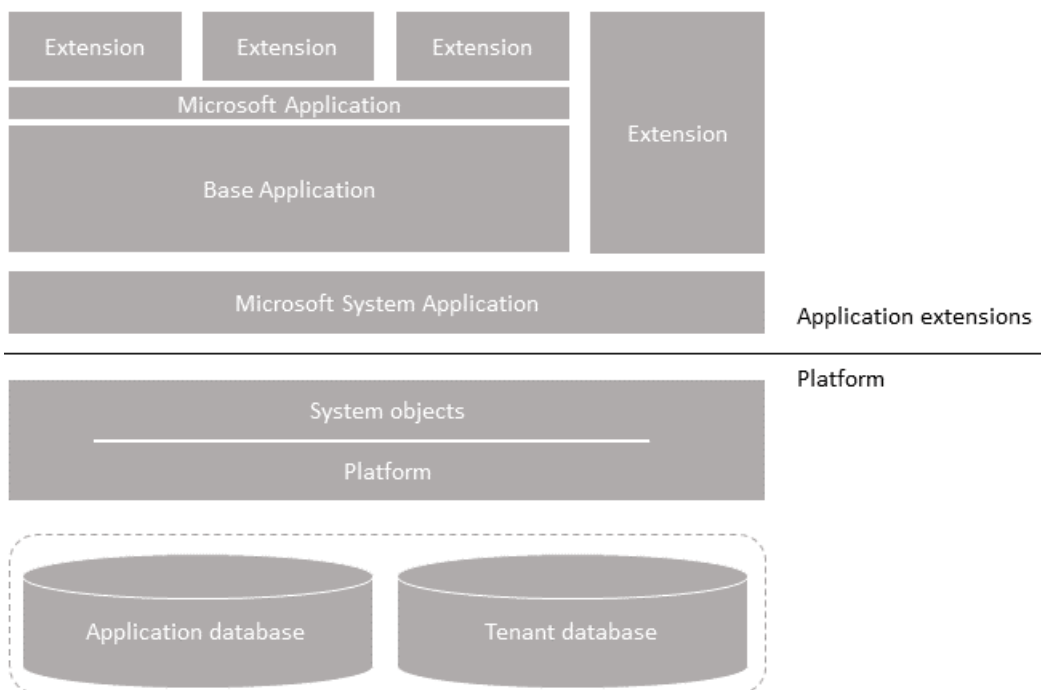 Extension
Extension
Extension
Microsoft Application
Extension
Base Application
Microsoft System Application
Application extensions
Platform
System objects
Platform
Application database
Tenant database